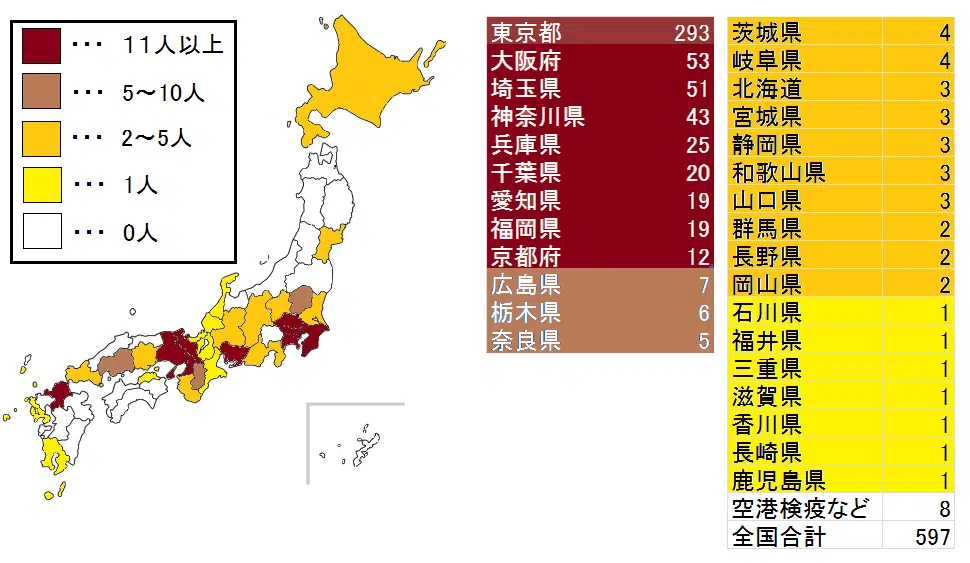 ・・・ 11人以上
・・・ 5～10人
・・・ 2～5人
・・・ 1人
・・・ 0人
東京都 293
大阪府 53
埼玉県 51
神奈川県 43
兵庫県 25
千葉県 20
愛知県 19
福岡県 19
京都府 12
広島県 7
栃木県 6
奈良県 5
茨城県 4
岐阜県 4
北海道 3
宮城県 3
静岡県 3
和歌山県 3
山口県 3
群馬県 2
長野県 2
岡山県 2
石川県 1
福井県 1
三重県 1
滋賀県 1
香川県 1
長崎県 1
鹿児島県 1
空港検疫など 8
全国合計 597